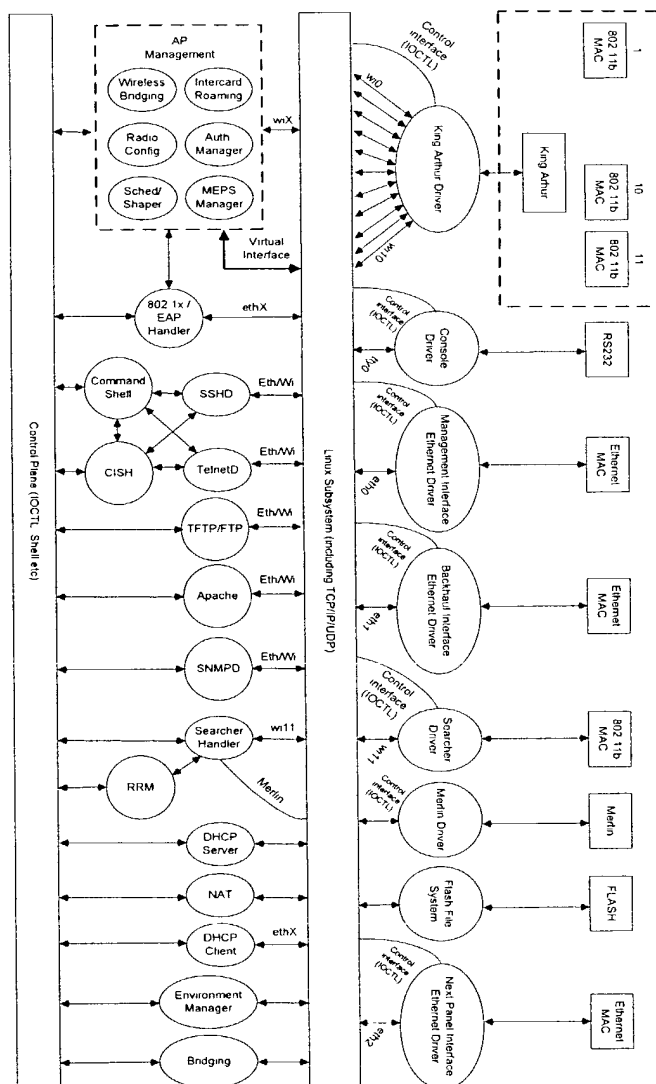 AP
Management
Wireless
Bridging
Intercard
Roaming
Radio
Config
Auth
Manager
Sched/
Shaper
MEPS
Manager
wiX
Virtual
Interface
802 1x /
EAP
Handler
ethX
Command
Shell
SSHD
Eth/Wi
CISH
TelnetD
Eth/Wi
TFTP/FTP
Eth/Wi
Apache
Eth/Wi
SNMPD
Eth/Wi
Searcher
Handler
wi11
Merlin
RRM
DHCP
Server
NAT
DHCP
Client
ethX
Environment
Manager
Bridging
Control Plane (IOCTL Shell etc)
Linux Subsystem (including TCP/IP/UDP)
Control
interface
(IOCTL)
wi0
wi10
King Arthur Driver
King Arthur
1
802 11b
MAC
10
802 11b
MAC
11
802 11b
MAC
Control
interface
(IOCTL)
tty0
Console
Driver
RS232
Control
interface
(IOCTL)
eth0
Management Interface
Ethernet Driver
Ethernet
MAC
Control
interface
(IOCTL)
eth1
Backhaul Interface
Ethernet Driver
Ethernet
MAC
Control
interface
(IOCTL)
wi11
Searcher
Driver
802 11b
MAC
Control
interface
(IOCTL)
Merlin Driver
Merlin
Flash File
System
FLASH
Control
interface
(IOCTL)
eth2
Next Panel Interface
Ethernet Driver
Ethernet
MAC